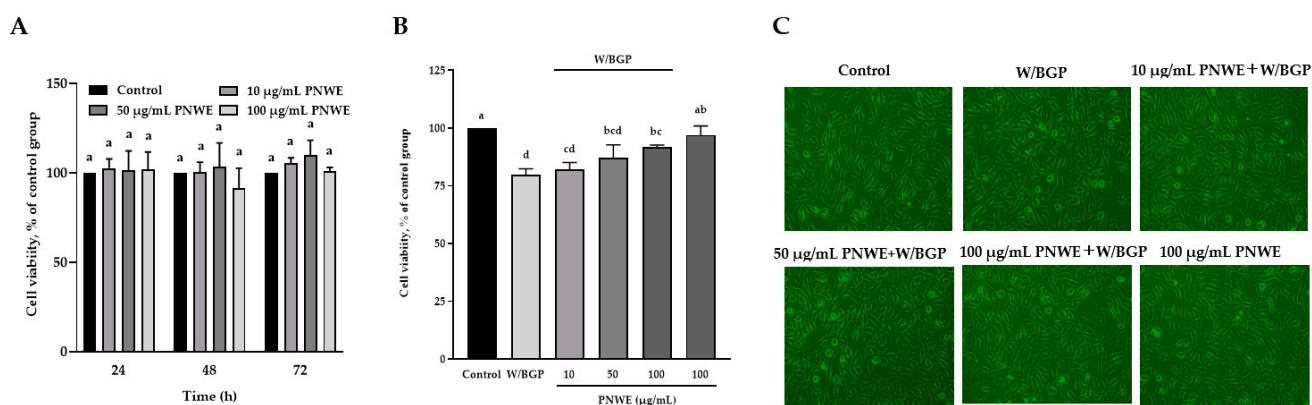 A
Cell viability, % of control group
150
100
50
0
Control
10 µg/mL PNWE
50 µg/mL PNWE
100 µg/mL PNWE
a a a a
a a a a
a a a a
24 48 72
Time (h)
B
Cell viability, % of control group
W/BGP
125
100
75
50
25
0
a
d
cd
bcd
bc
ab
Control W/BGP 10 50 100 100
PNWE (µg/mL)
C
Control W/BGP 10 µg/mL PNWE+W/BGP
50 µg/mL PNWE+W/BGP 100 µg/mL PNWE+W/BGP 100 µg/mL PNWE